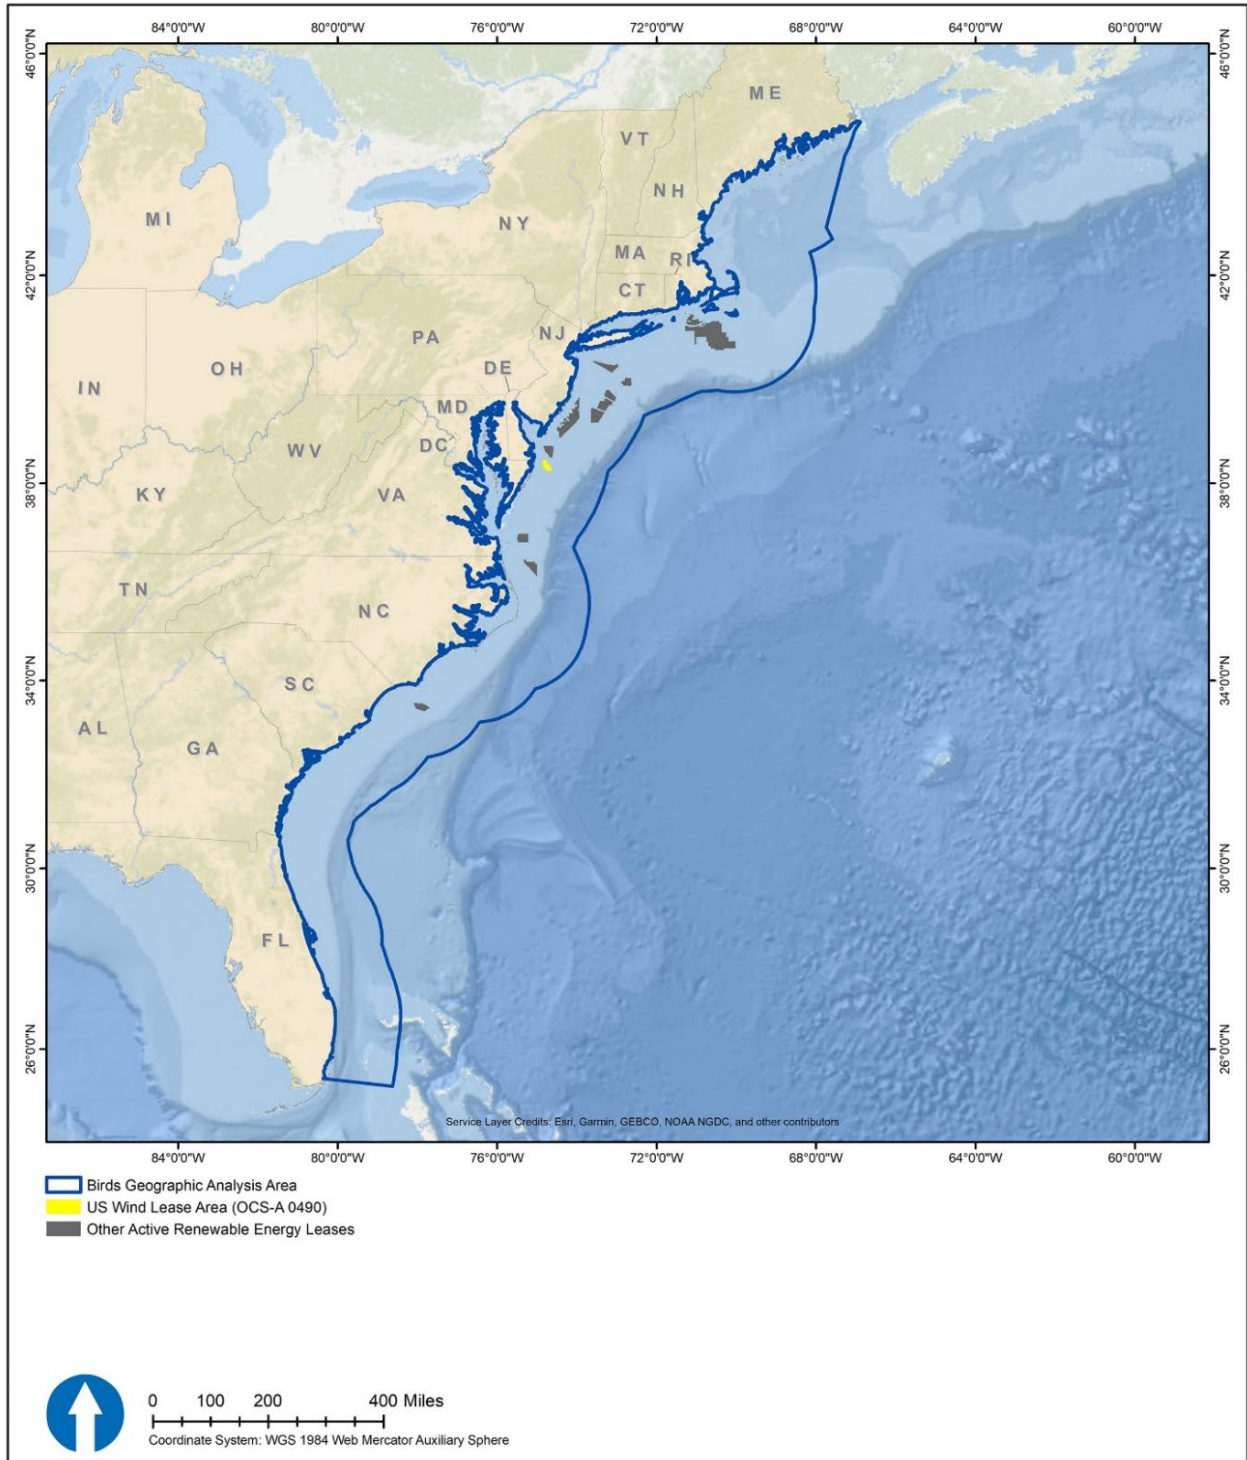 84°0'0"W 80°0'0"W 76°0'0"W 72°0'0"W 68°0'0"W 64°0'0"W 60°0'0"W
46°0'0"N 46°0'0"N
ME
VT
NH
MI
NY
MA RI
42°0'0"N 42°0'0"N
CT
PA NJ
OH DE
IN
MD
WV DC
38°0'0"N 38°0'0"N
KY VA
TN
NC
34°0'0"N 34°0'0"N
SC
AL
GA
30°0'0"N 30°0'0"N
FL
26°0'0"N 26°0'0"N
Service Layer Credits: Esri, Garmin, GEBCO, NOAA NGDC, and other contributors
84°0'0"W 80°0'0"W 76°0'0"W 72°0'0"W 68°0'0"W 64°0'0"W 60°0'0"W
Birds Geographic Analysis Area
US Wind Lease Area (OCS-A 0490)
Other Active Renewable Energy Leases
0 100 200 400 Miles
Coordinate System: WGS 1984 Web Mercator Auxiliary Sphere